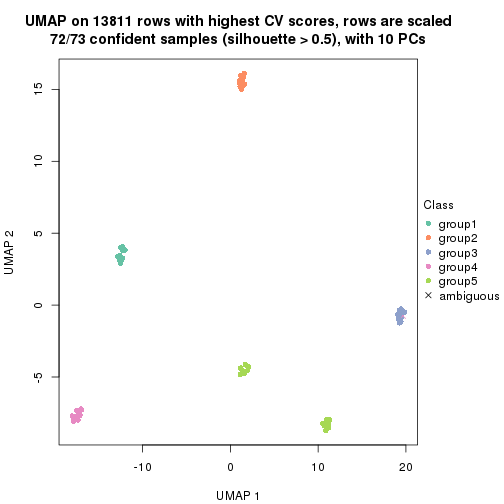 UMAP on 13811 rows with highest CV scores, rows are scaled
72/73 confident samples (silhouette > 0.5), with 10 PCs
15
10
5
0
-5
UMAP 2
-10
0
10
20
UMAP 1
Class
group1
group2
group3
group4
group5
ambiguous